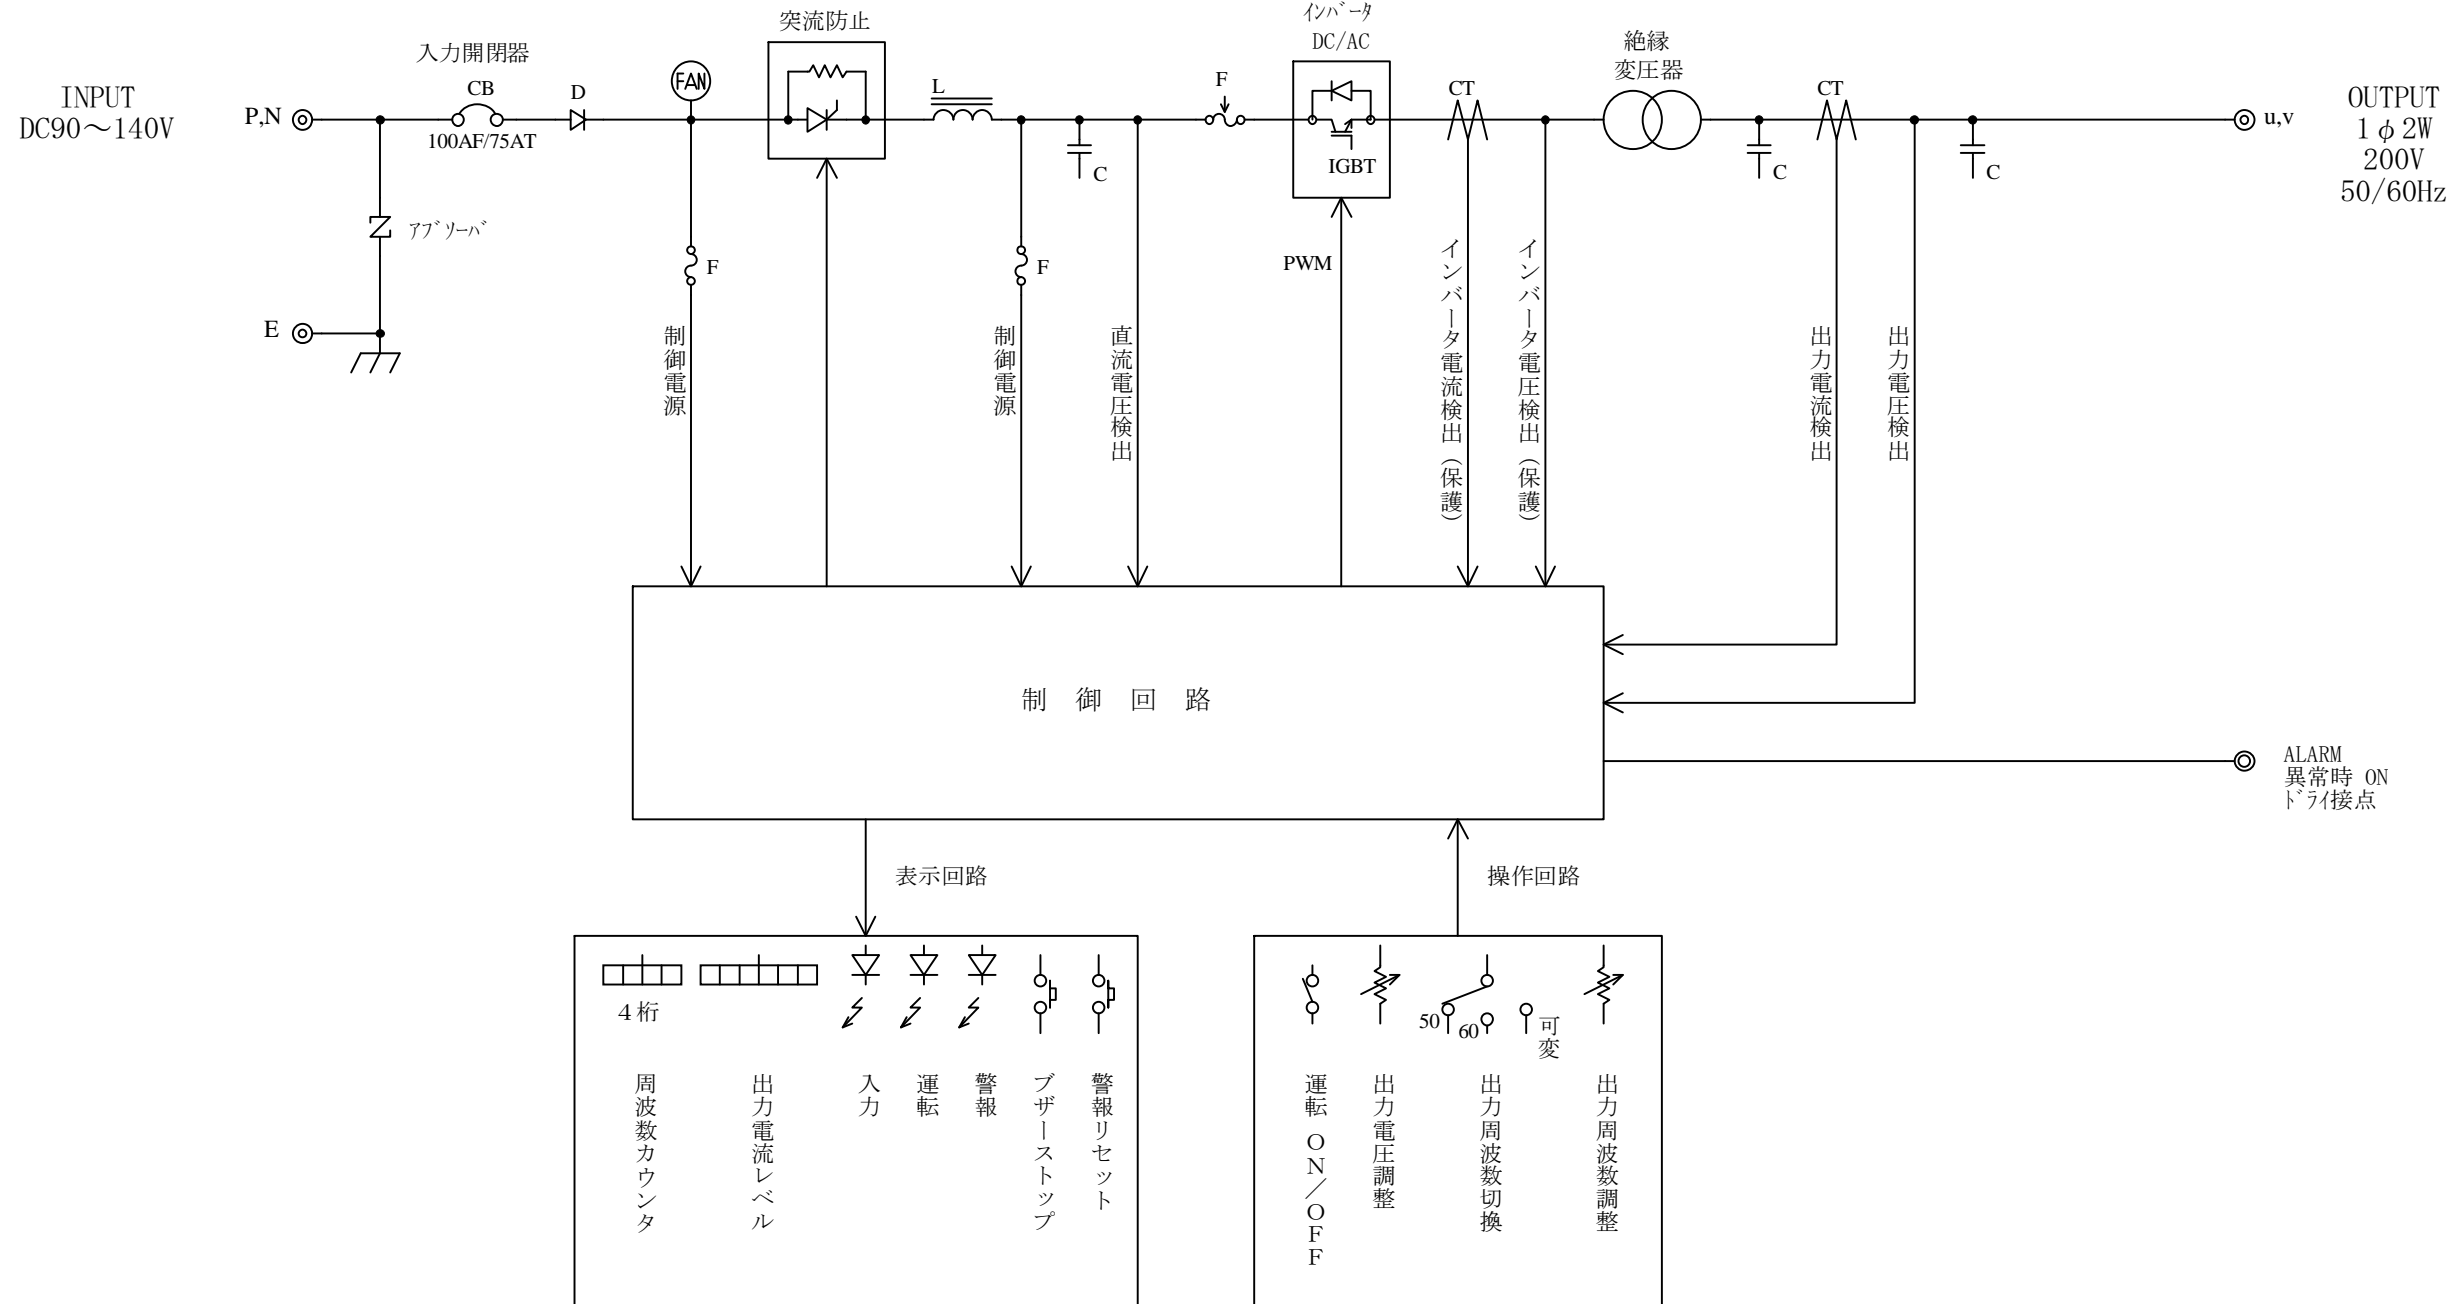 INPUT
DC90～140V
P,N
入力開閉器
CB
100AF/75AT
D
FAN
突流防止
L
C
F
ｲﾝﾊﾞｰﾀ
DC/AC
IGBT
CT
絶縁
変圧器
C
CT
C
u,v
OUTPUT
1φ2W
200V
50/60Hz
ｱﾌﾞｿｰﾊﾞ
E
F
制御電源
F
制御電源
直流電圧検出
PWM
インバータ電流検出（保護）
インバータ電圧検出（保護）
出力電流検出
出力電圧検出
制御回路
ALARM
異常時 ON
ﾄﾞﾗｲ接点
表示回路
操作回路
４桁
周波数カウンタ
出力電流レベル
入力
運転
警報
ブザーストップ
警報リセット
50
60
可変
運転 ＯＮ／ＯＦＦ
出力電圧調整
出力周波数切換
出力周波数調整